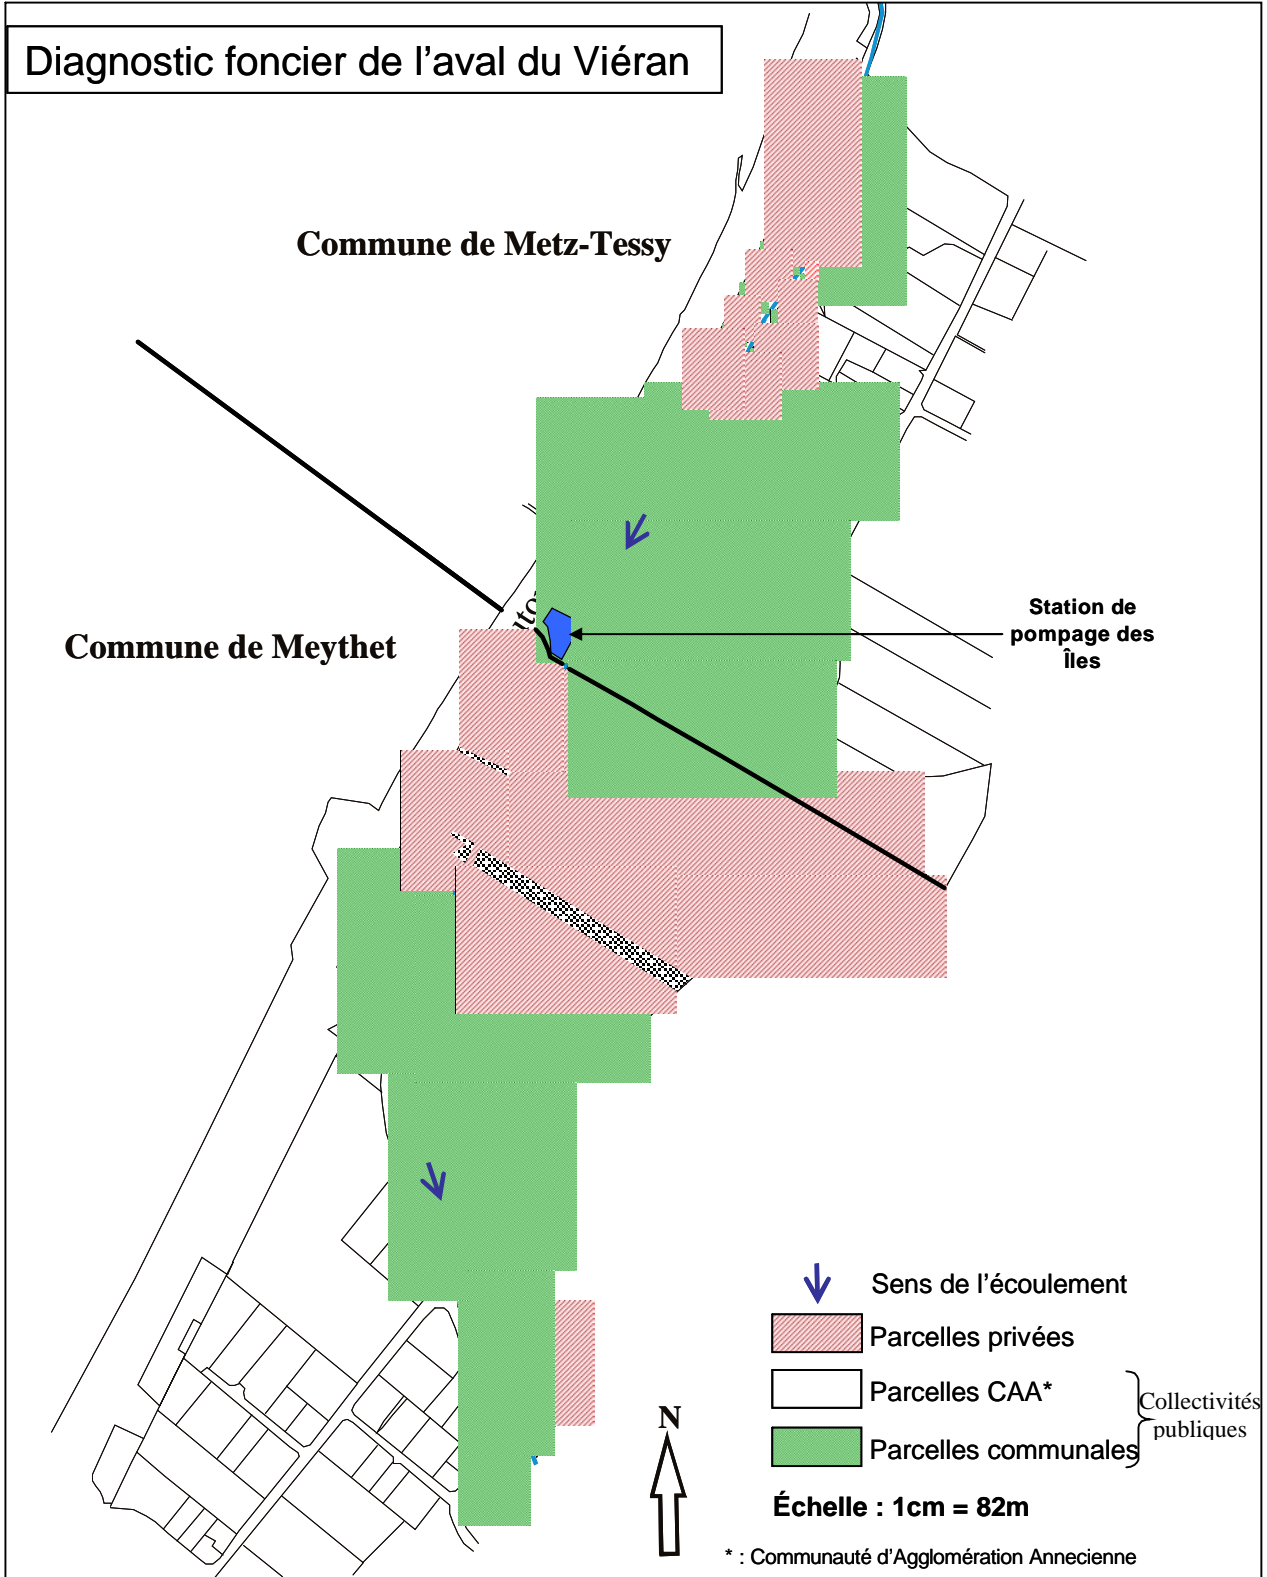 Diagnostic foncier de l’aval du Viéran
Commune de Metz-Tessy
Station de
pompage des
Îles
Commune de Meythet
Sens de l’écoulement
Parcelles privées
Parcelles CAA*
Collectivités
publiques
Parcelles communales
N
Échelle : 1cm = 82m
* : Communauté d’Agglomération Annecienne